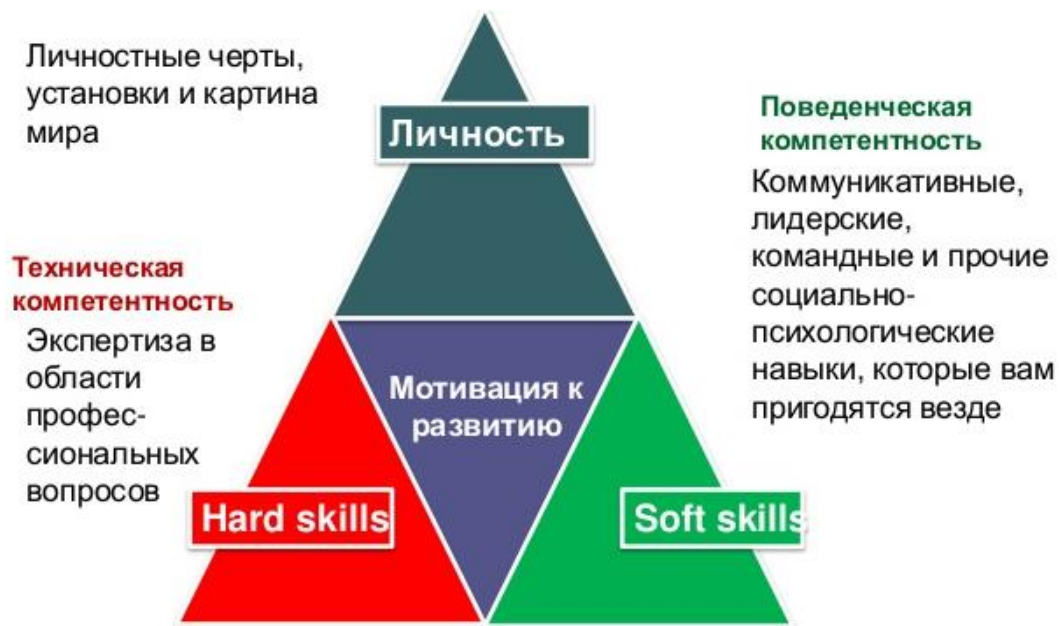 Личностные черты,
установки и картина
мира
Личность
Поведенческая
компетентность
Коммуникативные,
лидерские,
командные и прочие
социально-
психологические
навыки, которые вам
пригодятся везде
Техническая
компетентность
Экспертиза в
области
профес-
сиональных
вопросов
Мотивация к
развитию
Hard skills
Soft skills